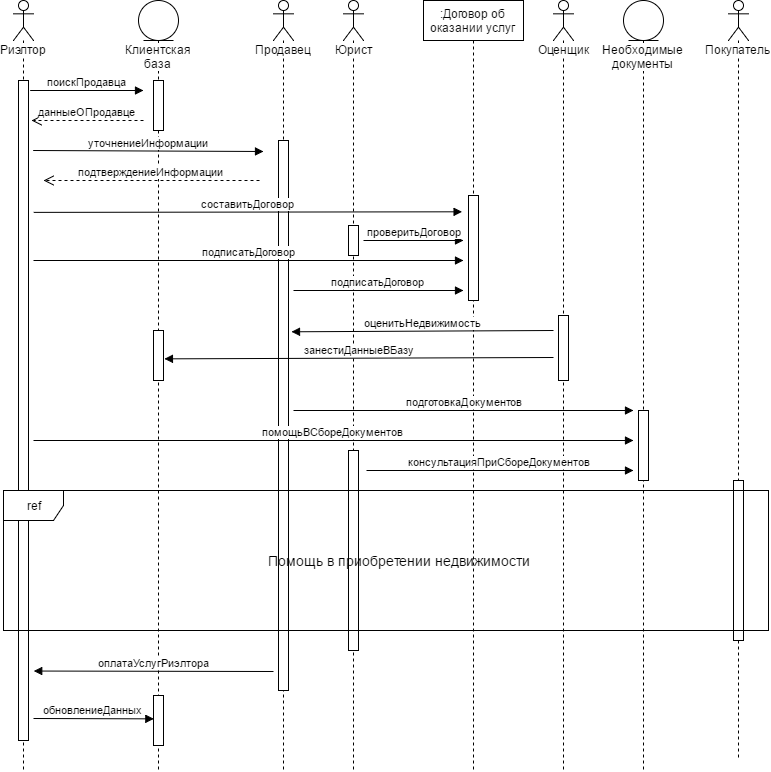 :Договор об
оказании услуг
Риэлтор
Клиентская
база
Продавец
Юрист
Оценщик
Необходимые
документы
Покупатель
поискПродавца
данныеОПродавце
уточнениеИнформации
подтверждениеИнформации
составитьДоговор
проверитьДоговор
подписатьДоговор
подписатьДоговор
оценитьНедвижимость
занестиДанныеВБазу
подготовкаДокументов
помощьВСбореДокументов
консультацияПриСбореДокументов
ref
Помощь в приобретении недвижимости
оплатаУслугРиэлтора
обновлениеДанных